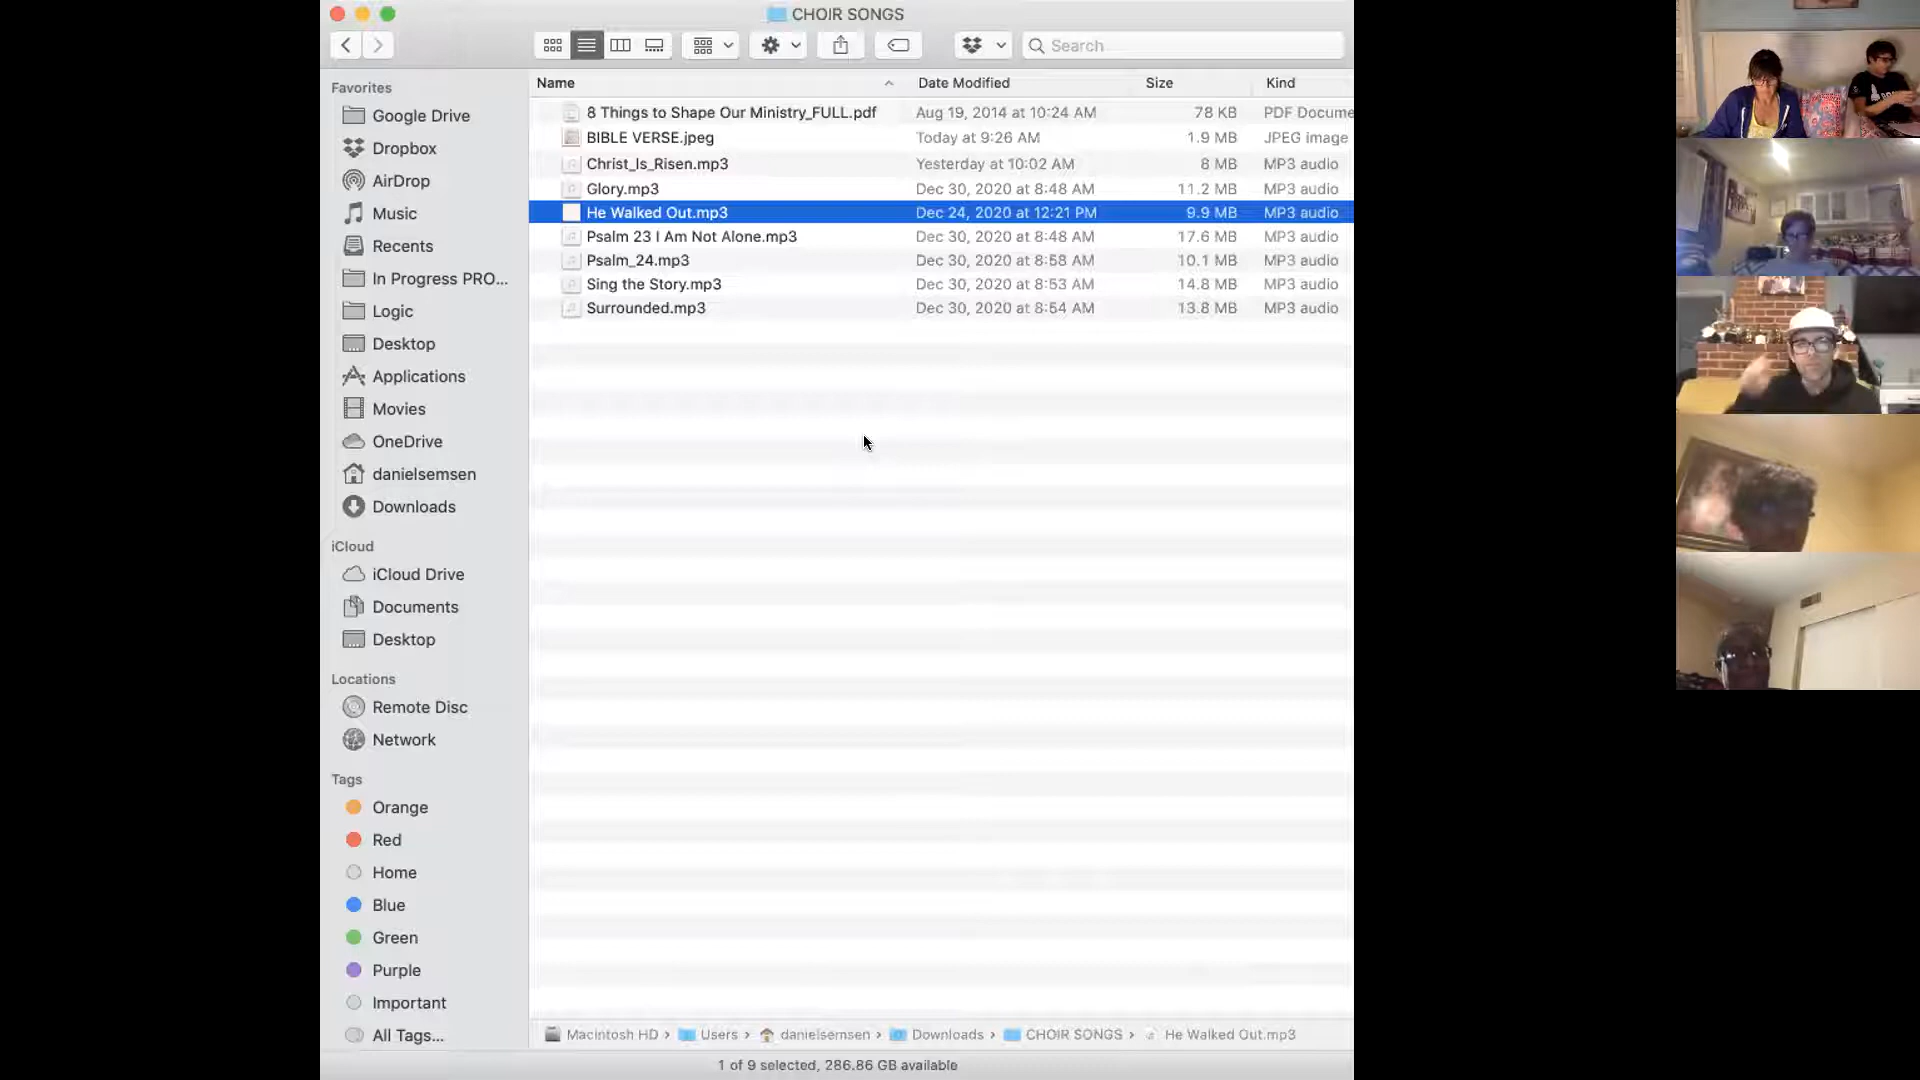 CHOIR SONGS
Search
Favorites
Google Drive
Dropbox
AirDrop
Music
Recents
In Progress PRO...
Logic
Desktop
Applications
Movies
OneDrive
danielsemsen
Downloads
iCloud
iCloud Drive
Documents
Desktop
Locations
Remote Disc
Network
Tags
Orange
Red
Home
Blue
Green
Purple
Important
All Tags...
Name Date Modified Size Kind
8 Things to Shape Our Ministry_FULL.pdf Aug 19, 2014 at 10:24 AM 78 KB PDF Docume
BIBLE VERSE.jpeg Today at 9:26 AM 1.9 MB JPEG image
Christ_Is_Risen.mp3 Yesterday at 10:02 AM 8 MB MP3 audio
Glory.mp3 Dec 30, 2020 at 8:48 AM 11.2 MB MP3 audio
He Walked Out.mp3 Dec 24, 2020 at 12:21 PM 9.9 MB MP3 audio
Psalm 23 I Am Not Alone.mp3 Dec 30, 2020 at 8:48 AM 17.6 MB MP3 audio
Psalm_24.mp3 Dec 30, 2020 at 8:58 AM 10.1 MB MP3 audio
Sing the Story.mp3 Dec 30, 2020 at 8:53 AM 14.8 MB MP3 audio
Surrounded.mp3 Dec 30, 2020 at 8:54 AM 13.8 MB MP3 audio
Macintosh HD › Users › danielsemsen › Downloads › CHOIR SONGS › He Walked Out.mp3
1 of 9 selected, 286.86 GB available